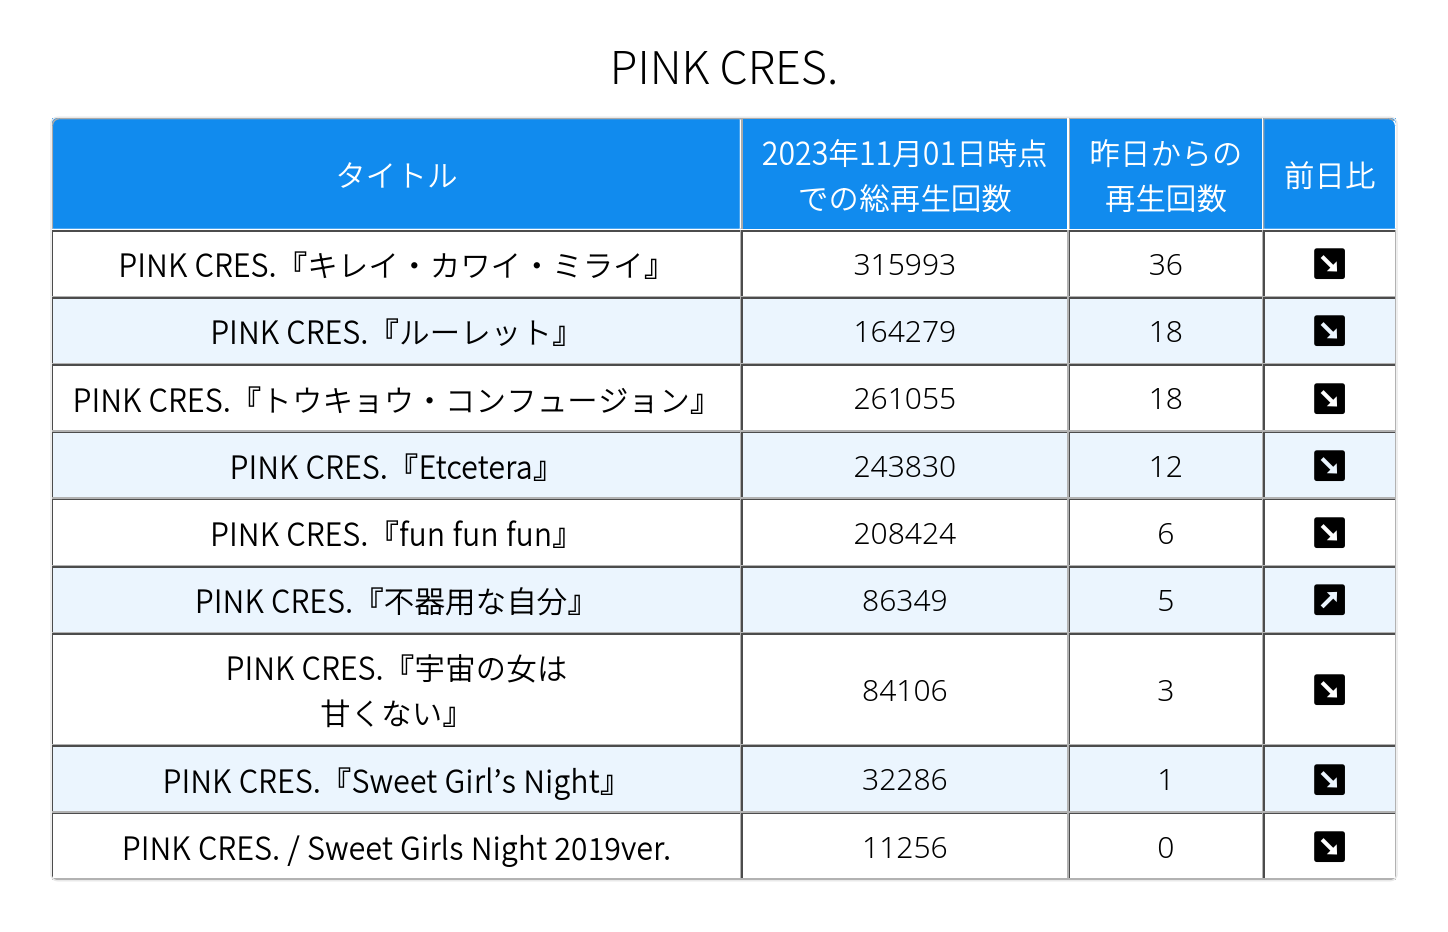 PINK CRES.
タイトル 2023年11月01日時点 昨日からの 前日比
での総再生回数 再生回数
PINK CRES.『キレイ・カワイ・ミライ』 315993 36
PINK CRES.『ルーレット』 164279 18
PINK CRES.『トウキョウ・コンフュージョン』 261055 18
PINK CRES.『Etcetera』 243830 12
PINK CRES.『fun fun fun』 208424 6
PINK CRES.『不器用な自分』 86349 5
PINK CRES.『宇宙の女は
甘くない』 84106 3
PINK CRES.『Sweet Girl’s Night』 32286 1
PINK CRES. / Sweet Girls Night 2019ver. 11256 0